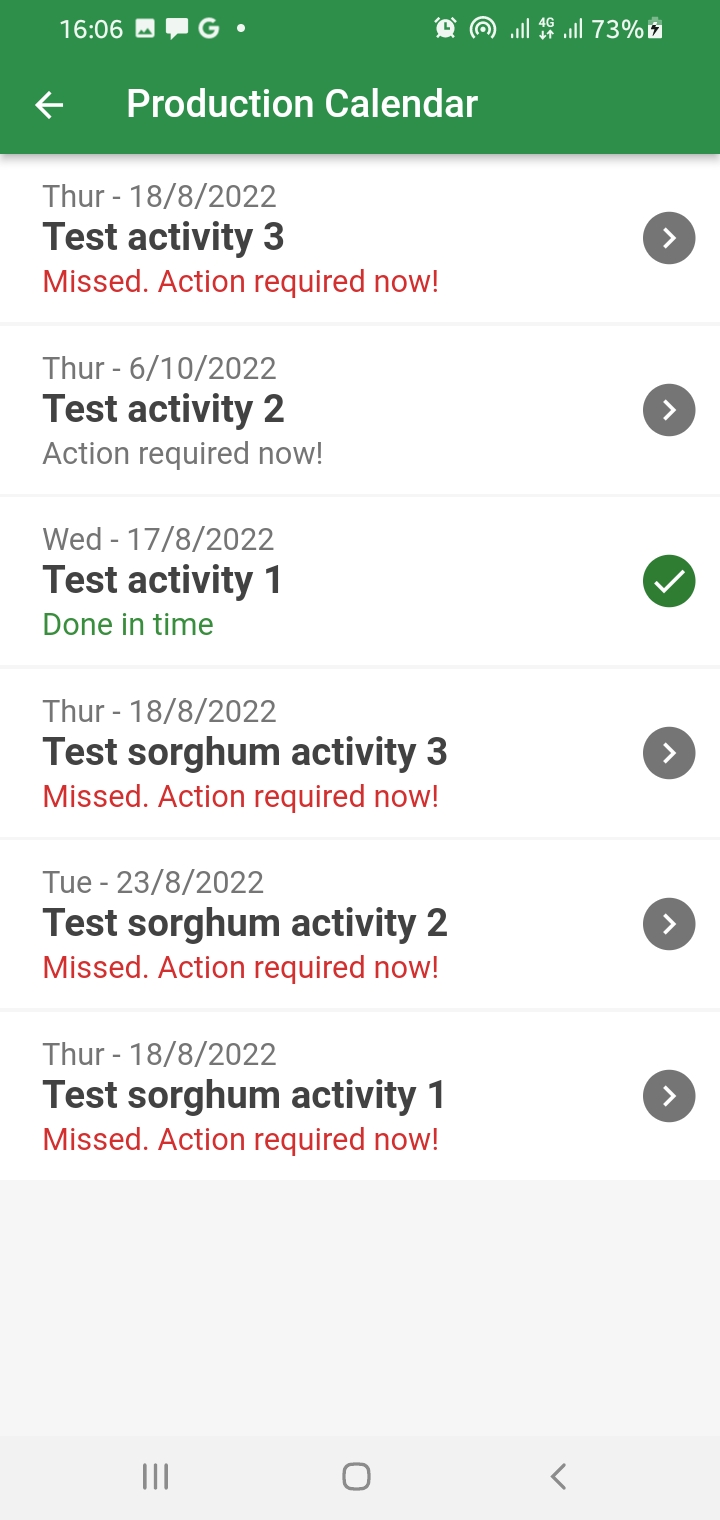 16:06 G 4G 73%
Production Calendar
Thur - 18/8/2022
Test activity 3
Missed. Action required now!
Thur - 6/10/2022
Test activity 2
Action required now!
Wed - 17/8/2022
Test activity 1
Done in time
Thur - 18/8/2022
Test sorghum activity 3
Missed. Action required now!
Tue - 23/8/2022
Test sorghum activity 2
Missed. Action required now!
Thur - 18/8/2022
Test sorghum activity 1
Missed. Action required now!